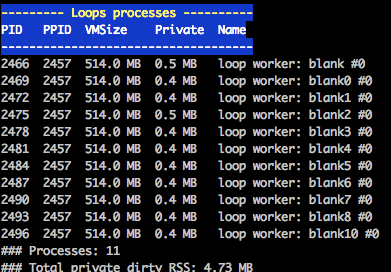 ---------- Loops processes -----------
PID PPID VMSize Private Name
--------------------------------------
2466 2457 514.0 MB 0.5 MB loop worker: blank #0
2469 2457 514.0 MB 0.4 MB loop worker: blank0 #0
2472 2457 514.0 MB 0.4 MB loop worker: blank1 #0
2475 2457 514.0 MB 0.5 MB loop worker: blank2 #0
2478 2457 514.0 MB 0.4 MB loop worker: blank3 #0
2481 2457 514.0 MB 0.4 MB loop worker: blank4 #0
2484 2457 514.0 MB 0.4 MB loop worker: blank5 #0
2487 2457 514.0 MB 0.4 MB loop worker: blank6 #0
2490 2457 514.0 MB 0.4 MB loop worker: blank7 #0
2493 2457 514.0 MB 0.4 MB loop worker: blank8 #0
2496 2457 514.0 MB 0.4 MB loop worker: blank10 #0
### Processes: 11
### Total private dirty RSS: 4.73 MB